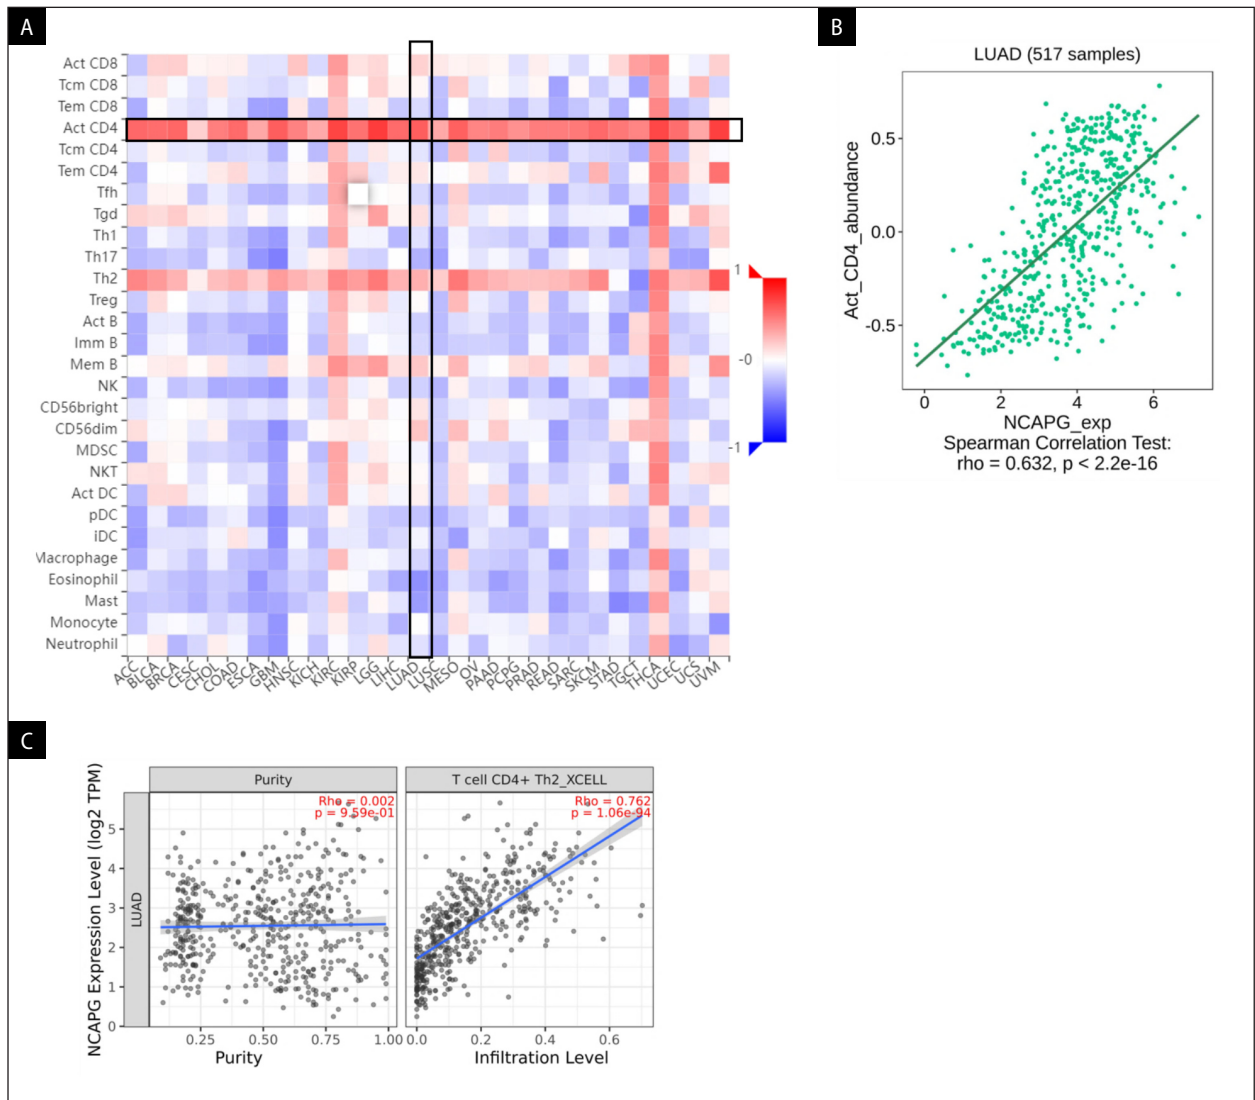 A
Act CD8
Tcm CD8
Tem CD8
Act CD4
Tcm CD4
Tem CD4
Tfh
Tgd
Th1
Th17
Th2
Treg
Act B
Imm B
Mem B
NK
CD56bright
CD56dim
MDSC
NKT
Act DC
pDC
iDC
Macrophage
Eosinophil
Mast
Monocyte
Neutrophil
ACC
BLCA
BRCA
CESC
CHOL
COAD
ESCA
GBM
HNSC
KICH
KIRC
KIRP
LGG
LIHC
LUAD
LUSC
MESO
OV
PAAD
PCPG
PRAD
READ
SARC
SKCM
STAD
TGCT
THCA
UCEC
UCS
UVM
1
-0
-1
B
LUAD (517 samples)
Act_CD4_abundance
0.5
0.0
-0.5
0 2 4 6
NCAPG_exp
Spearman Correlation Test:
rho = 0.632, p < 2.2e-16
C
NCAPG Expression Level (log2 TPM)
LUAD
Purity
Rho = 0.002
p = 9.59e-01
T cell CD4+ Th2_XCELL
Rho = 0.762
p = 1.06e-94
5
4
3
2
1
0
0.25 0.50 0.75 1.00
Purity
0.0 0.2 0.4 0.6
Infiltration Level